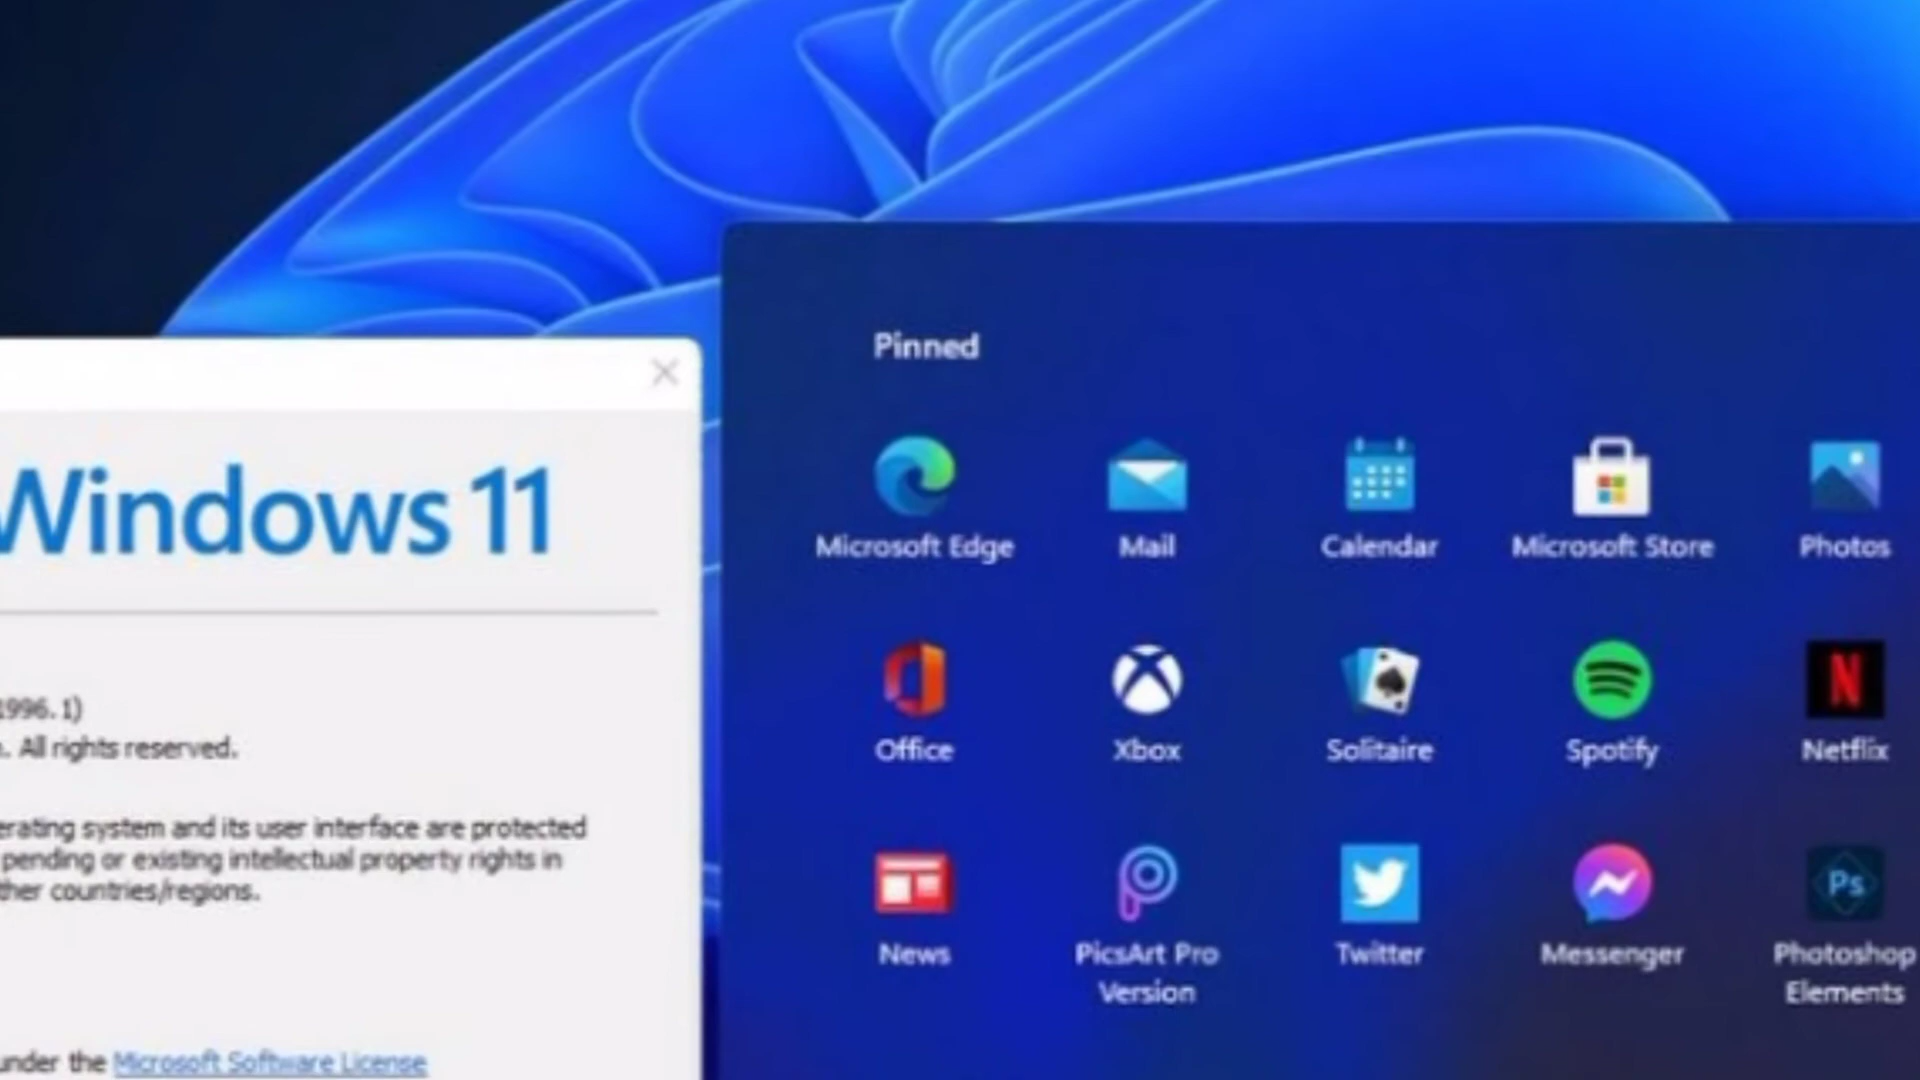 Windows 11
1996.1)
. All rights reserved.
erating system and its user interface are protected
pending or existing intellectual property rights in
ther countries/regions.
under the Microsoft Software License
Pinned
Microsoft Edge
Mail
Calendar
Microsoft Store
Photos
Office
Xbox
Solitaire
Spotify
N
Netflix
Ps
News
PicsArt Pro
Version
Twitter
Messenger
Photoshop
Elements